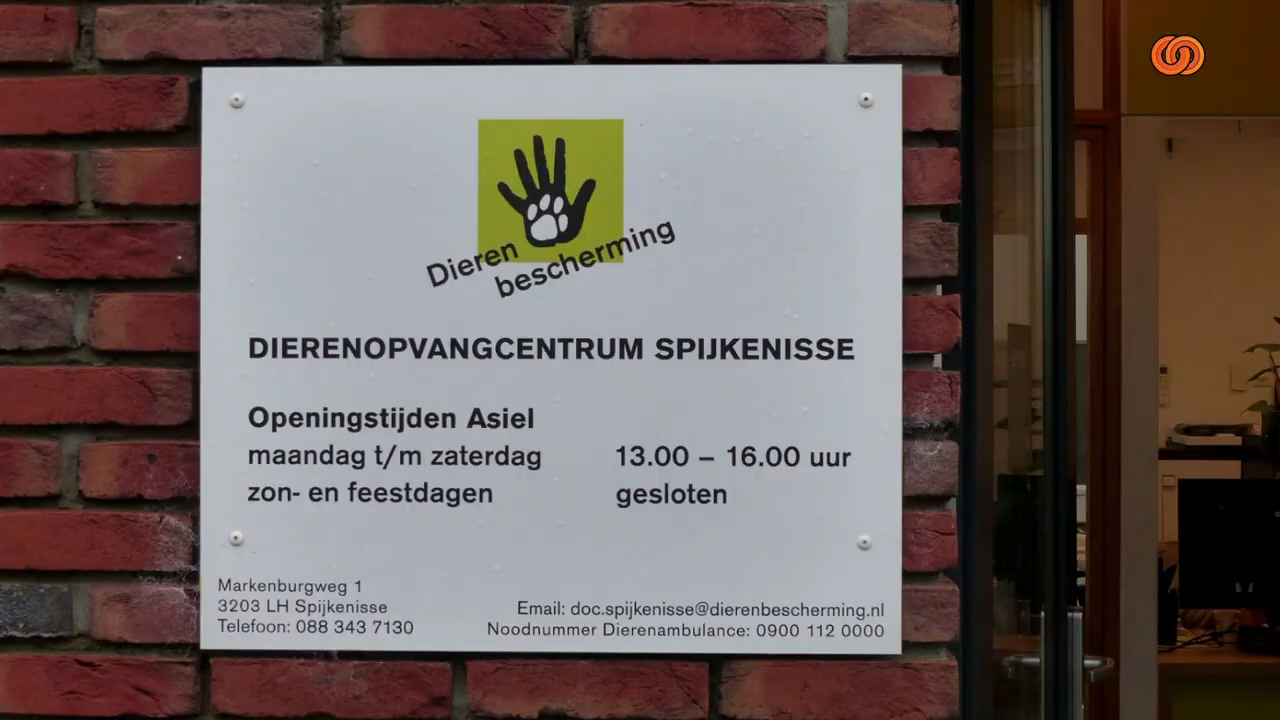 Dieren
bescherming
DIERENOPVANGCENTRUM SPIJKENISSE
Openingstijden Asiel
maandag t/m zaterdag 13.00 – 16.00 uur
zon- en feestdagen gesloten
Markenburgweg 1
3203 LH Spijkenisse
Telefoon: 088 343 7130
Email: doc.spijkenisse@dierenbescherming.nl
Noodnummer Dierenambulance: 0900 112 0000